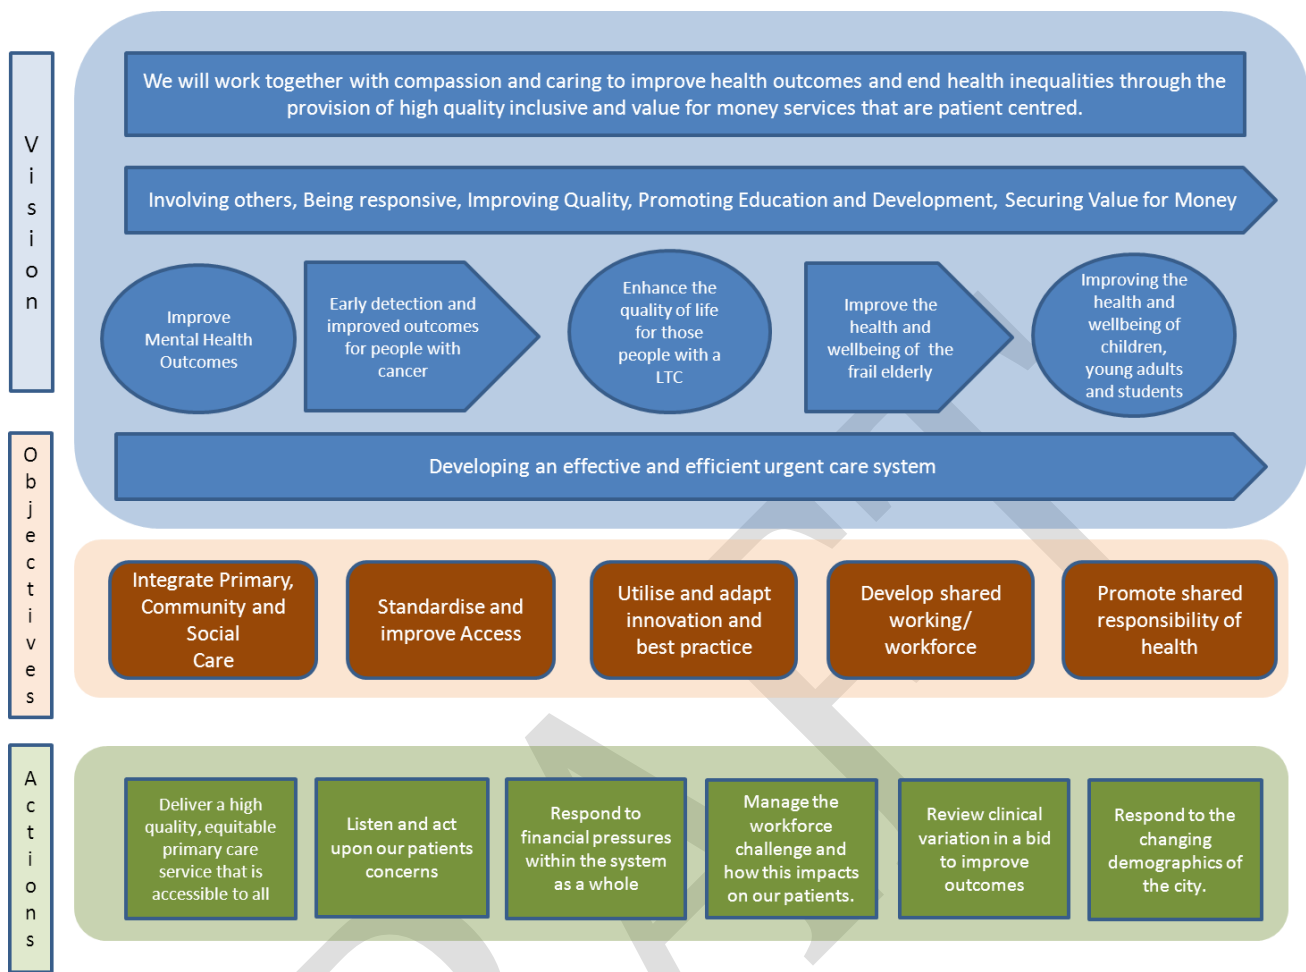 Vision
We will work together with compassion and caring to improve health outcomes and end health inequalities through the
provision of high quality inclusive and value for money services that are patient centred.
Involving others, Being responsive, Improving Quality, Promoting Education and Development, Securing Value for Money
Improve
Mental Health
Outcomes
Early detection and
improved outcomes
for people with
cancer
Enhance the
quality of life
for those
people with a
LTC
Improve the
health and
wellbeing of the
frail elderly
Improving the
health and
wellbeing of
children,
young adults
and students
Developing an effective and efficient urgent care system
Objectives
Integrate Primary,
Community and
Social
Care
Standardise and
improve Access
Utilise and adapt
innovation and
best practice
Develop shared
working/
workforce
Promote shared
responsibility of
health
Actions
Deliver a high
quality, equitable
primary care
service that is
accessible to all
Listen and act
upon our patients
concerns
Respond to
financial pressures
within the system
as a whole
Manage the
workforce
challenge and
how this impacts
on our patients.
Review clinical
variation in a bid
to improve
outcomes
Respond to the
changing
demographics of
the city.
DRAFT